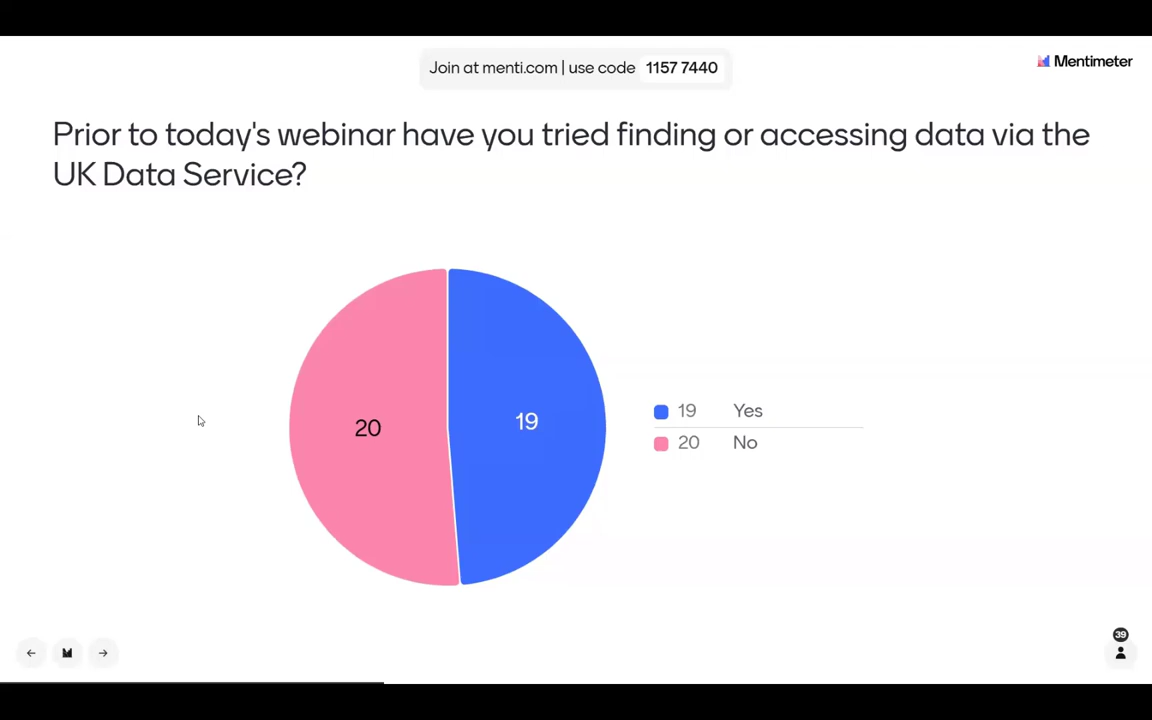 Join at menti.com | use code 1157 7440
Mentimeter
Prior to today's webinar have you tried finding or accessing data via the
UK Data Service?
20
19
19 Yes
20 No
39